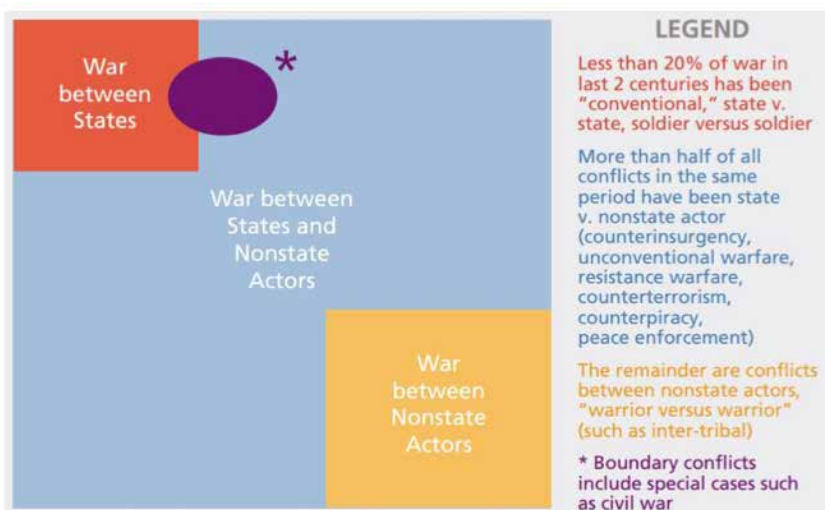 War
between
States
*
War between
States and
Nonstate
Actors
War
between
Nonstate
Actors
LEGEND
Less than 20% of war in
last 2 centuries has been
“conventional,” state v.
state, soldier versus soldier
More than half of all
conflicts in the same
period have been state
v. nonstate actor
(counterinsurgency,
unconventional warfare,
resistance warfare,
counterterrorism,
counterpiracy,
peace enforcement)
The remainder are conflicts
between nonstate actors,
“warrior versus warrior”
(such as inter-tribal)
* Boundary conflicts
include special cases such
as civil war